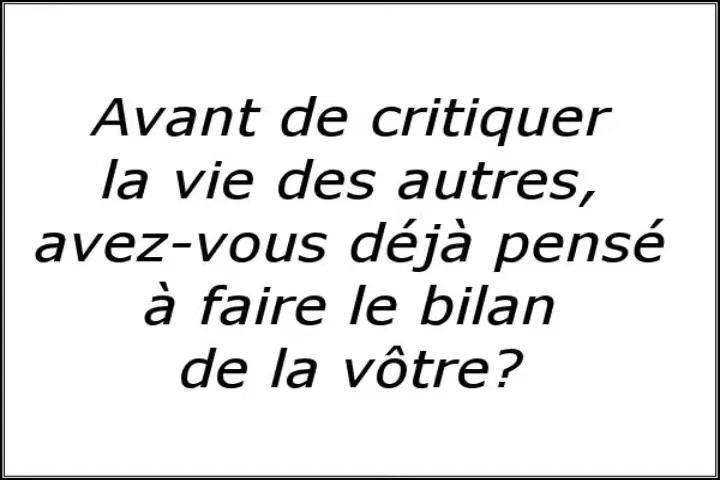 Avant de critiquer
la vie des autres,
avez-vous déjà pensé
à faire le bilan
de la vôtre?